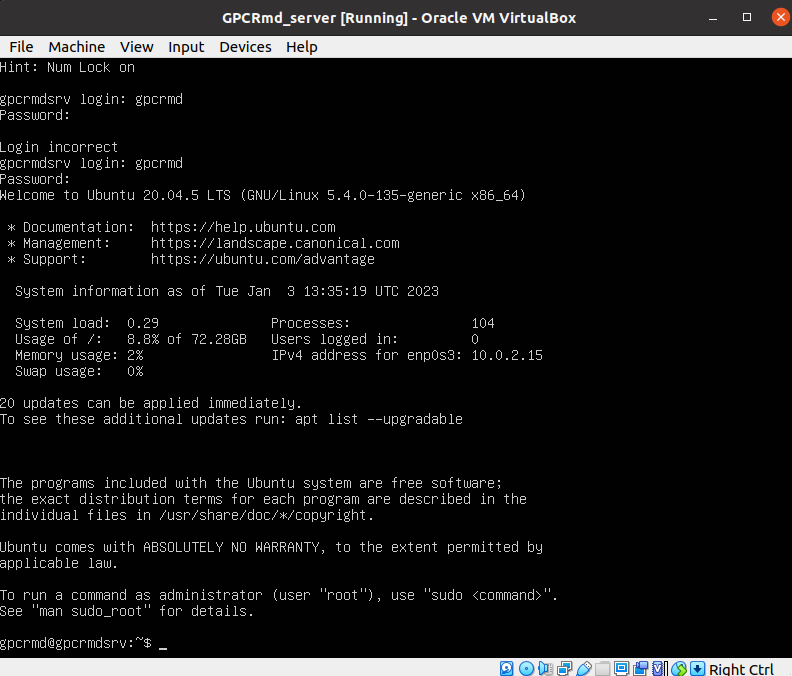 GPCRmd_server [Running] - Oracle VM VirtualBox
File Machine View Input Devices Help
Hint: Num Lock on
gpcrmdsrv login: gpcrmd
Password:
Login incorrect
gpcrmdsrv login: gpcrmd
Password:
Welcome to Ubuntu 20.04.5 LTS (GNU/Linux 5.4.0-135-generic x86_64)
* Documentation: https://help.ubuntu.com
* Management: https://landscape.canonical.com
* Support: https://ubuntu.com/advantage
System information as of Tue Jan 3 13:35:19 UTC 2023
System load: 0.29 Processes: 104
Usage of /: 8.8% of 72.28GB Users logged in: 0
Memory usage: 2% IPv4 address for enp0s3: 10.0.2.15
Swap usage: 0%
20 updates can be applied immediately.
To see these additional updates run: apt list --upgradable
The programs included with the Ubuntu system are free software;
the exact distribution terms for each program are described in the
individual files in /usr/share/doc/*/copyright.
Ubuntu comes with ABSOLUTELY NO WARRANTY, to the extent permitted by
applicable law.
To run a command as administrator (user "root"), use "sudo <command>".
See "man sudo_root" for details.
gpcrmd@gpcrmdsrv:~$ _
Right Ctrl